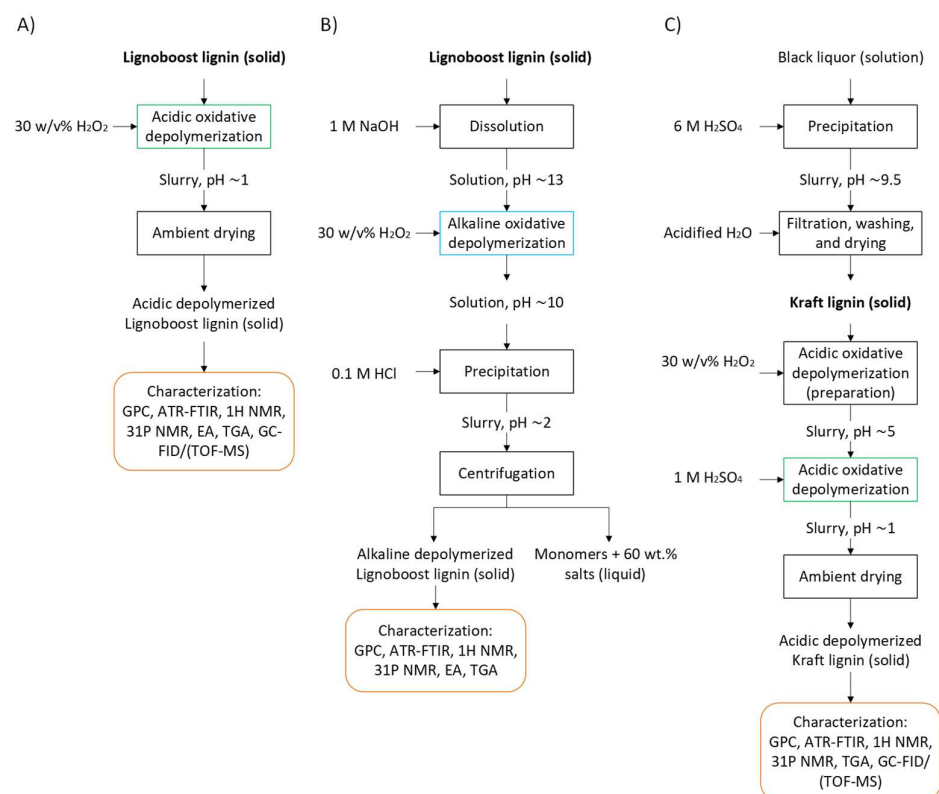 A)
Lignoboost lignin (solid)
30 w/v% H₂O₂
Acidic oxidative
depolymerization
Slurry, pH ~1
Ambient drying
Acidic depolymerized
Lignoboost lignin (solid)
Characterization:
GPC, ATR-FTIR, 1H NMR,
31P NMR, EA, TGA, GC-
FID/(TOF-MS)
B)
Lignoboost lignin (solid)
1 M NaOH
Dissolution
Solution, pH ~13
30 w/v% H₂O₂
Alkaline oxidative
depolymerization
Solution, pH ~10
0.1 M HCl
Precipitation
Slurry, pH ~2
Centrifugation
Alkaline depolymerized
Lignoboost lignin (solid)
Monomers + 60 wt.%
salts (liquid)
Characterization:
GPC, ATR-FTIR, 1H NMR,
31P NMR, EA, TGA
C)
Black liquor (solution)
6 M H₂SO₄
Precipitation
Slurry, pH ~9.5
Acidified H₂O
Filtration, washing,
and drying
Kraft lignin (solid)
30 w/v% H₂O₂
Acidic oxidative
depolymerization
(preparation)
Slurry, pH ~5
1 M H₂SO₄
Acidic oxidative
depolymerization
Slurry, pH ~1
Ambient drying
Acidic depolymerized
Kraft lignin (solid)
Characterization:
GPC, ATR-FTIR, 1H NMR,
31P NMR, TGA, GC-FID/
(TOF-MS)